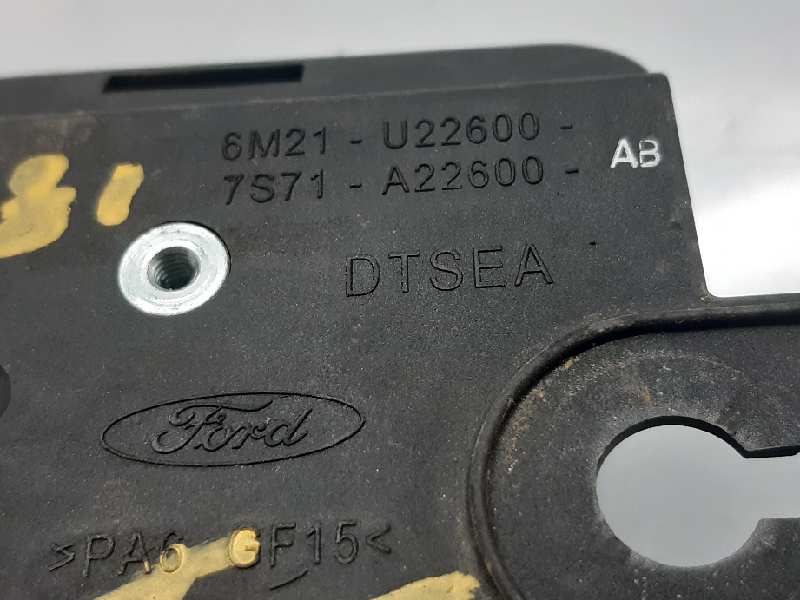 6M21 - U22600 -
7S71 - A22600 - AB
DTSEA
Ford
>PA6 GF15<